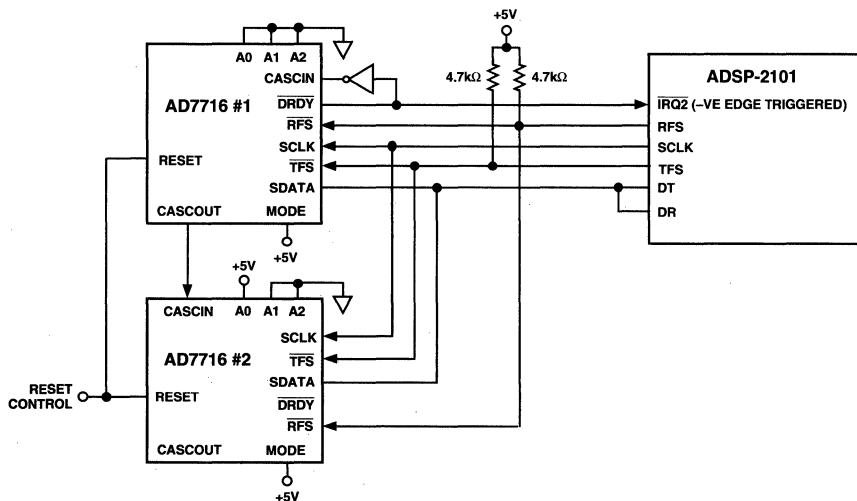 +5V
A0 A1 A2
CASCIN
DRDY
AD7716 #1
RFS
SCLK
RESET
TFS
SDATA
CASCOUT MODE
+5V
4.7kΩ 4.7kΩ
ADSP-2101
IRQ2 (–VE EDGE TRIGGERED)
RFS
SCLK
TFS
DT
DR
+5V
CASCIN A0 A1 A2
SCLK
AD7716 #2
TFS
SDATA
RESET
DRDY
RFS
CASCOUT MODE
+5V
RESET
CONTROL